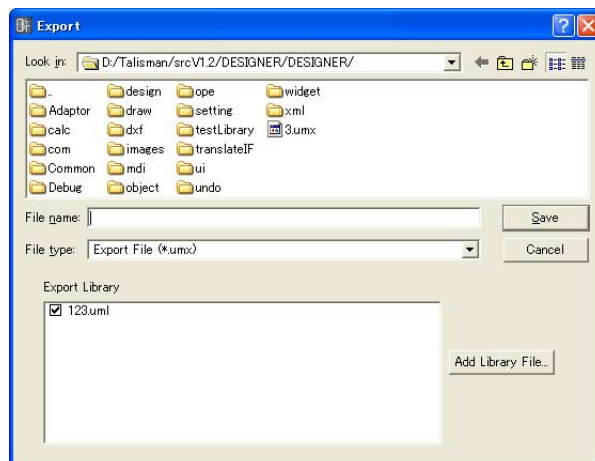 Export
Look in: D:/Talisman/srcV1.2/DESIGNER/DESIGNER/
.. design ope widget
Adaptor draw setting xml
calc dxf testLibrary 3.umx
com images translateIF
Common mdi ui
Debug object undo
File name: Save
File type: Export File (*.umx) Cancel
Export Library
123.uml
Add Library File...